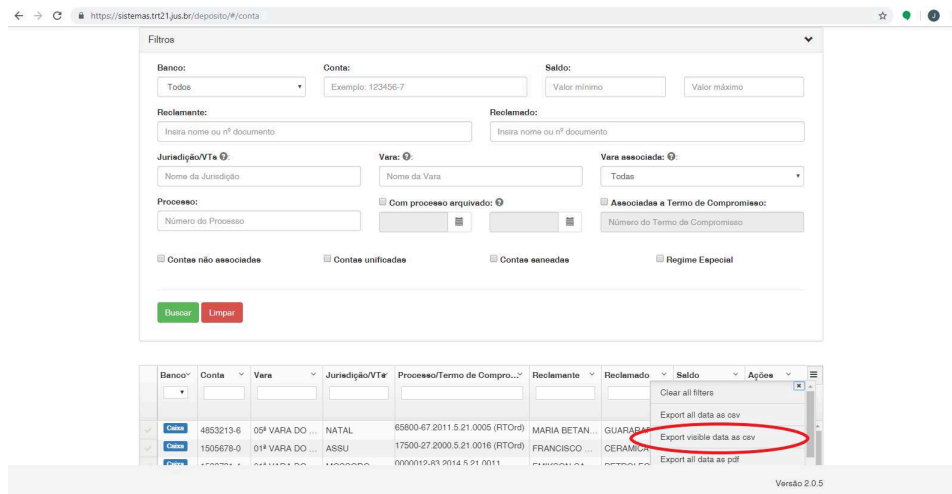 https://sistemas.trt21.jus.br/deposito/#/conta
J
Filtros
Banco: Conta: Saldo:
Todos Exemplo: 123456-7 Valor mínimo Valor máximo
Reclamante: Reclamado:
Insira nome ou nº documento Insira nome ou nº documento
Jurisdição/VTs ?: Vara: ?: Vara associada: ?:
Nome da Jurisdição Nome da Vara Todas
Processo: Com processo arquivado: ? Associadas a Termo de Compromisso:
Número do Processo Número do Termo de Compromisso
Contas não associadas Contas unificadas Contas saneadas Regime Especial
Buscar Limpar
Banco Conta Vara Jurisdição/VTs Processo/Termo de Compro... Reclamante Reclamado Saldo Ações
Clear all filters
Export all data as csv
Caixa 4853213-6 05ª VARA DO ... NATAL 65800-67.2011.5.21.0005 (RTOrd) MARIA BETAN...
Export visible data as csv
Caixa 1505678-0 01ª VARA DO ... ASSU 17500-27.2000.5.21.0016 (RTOrd) FRANCISCO ... CERAMICA
Export all data as pdf
Caixa 0000012-83.2014.5.21.0011
Versão 2.0.5